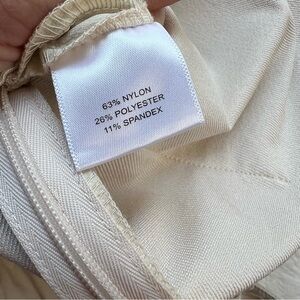 63% NYLON
26% POLYESTER
11% SPANDEX